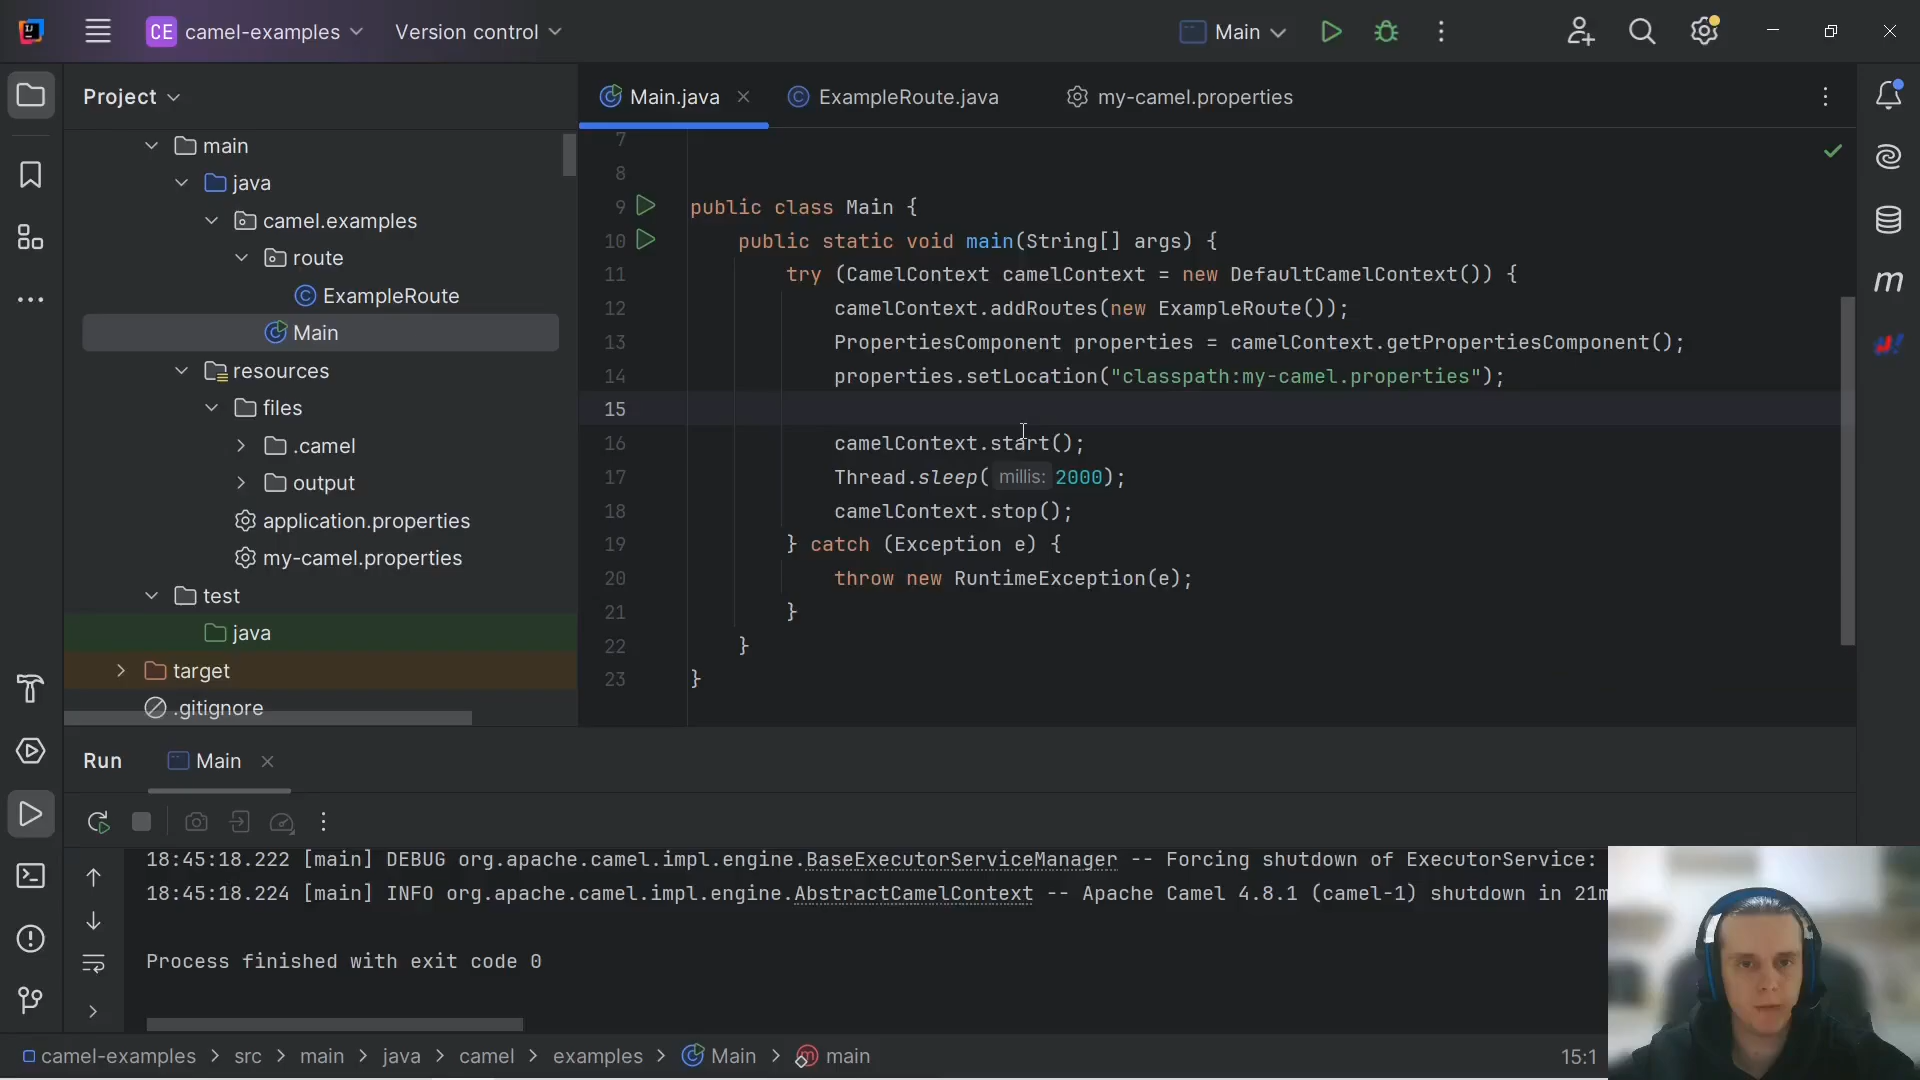 CE camel-examples Version control Main
Project Main.java ExampleRoute.java my-camel.properties
main
java
camel.examples
route
ExampleRoute
Main
resources
files
.camel
output
application.properties
my-camel.properties
test
java
target
.gitignore
7
8
9 public class Main {
10 public static void main(String[] args) {
11 try (CamelContext camelContext = new DefaultCamelContext()) {
12 camelContext.addRoutes(new ExampleRoute());
13 PropertiesComponent properties = camelContext.getPropertiesComponent();
14 properties.setLocation("classpath:my-camel.properties");
15
16 camelContext.start();
17 Thread.sleep( millis: 2000);
18 camelContext.stop();
19 } catch (Exception e) {
20 throw new RuntimeException(e);
21 }
22 }
23 }
m
Run Main
18:45:18.222 [main] DEBUG org.apache.camel.impl.engine.BaseExecutorServiceManager -- Forcing shutdown of ExecutorService:
18:45:18.224 [main] INFO org.apache.camel.impl.engine.AbstractCamelContext -- Apache Camel 4.8.1 (camel-1) shutdown in 21m
Process finished with exit code 0
camel-examples > src > main > java > camel > examples > Main > main 15:1